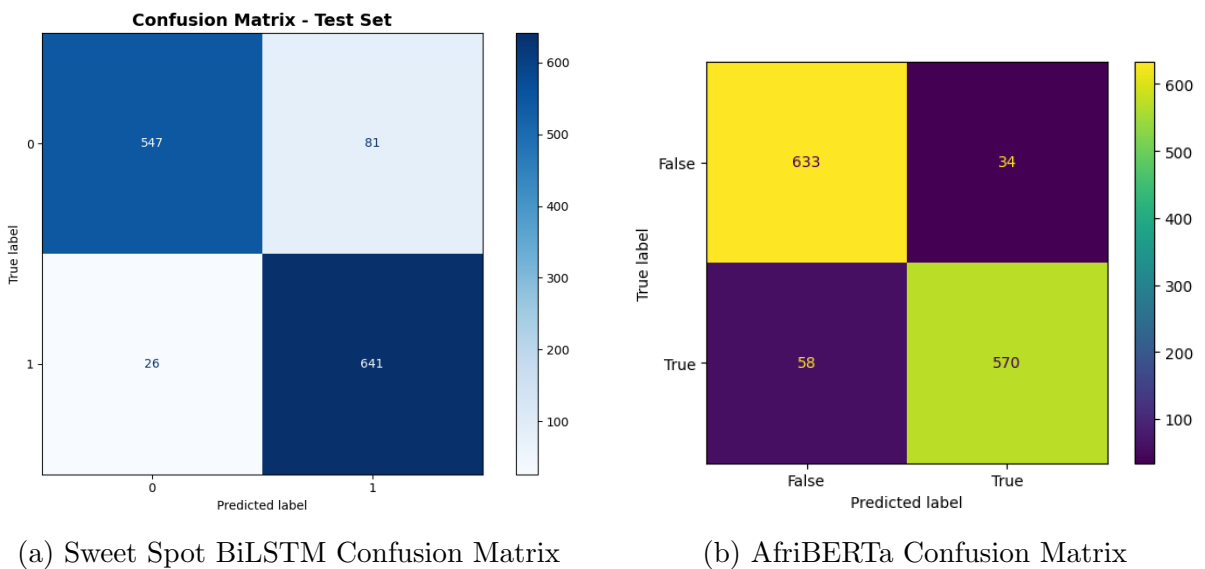 Confusion Matrix - Test Set
True label
0
547
81
1
26
641
0
1
Predicted label
600
500
400
300
200
100
True label
False
633
34
True
58
570
False
True
Predicted label
600
500
400
300
200
100
(a) Sweet Spot BiLSTM Confusion Matrix
(b) AfriBERTa Confusion Matrix